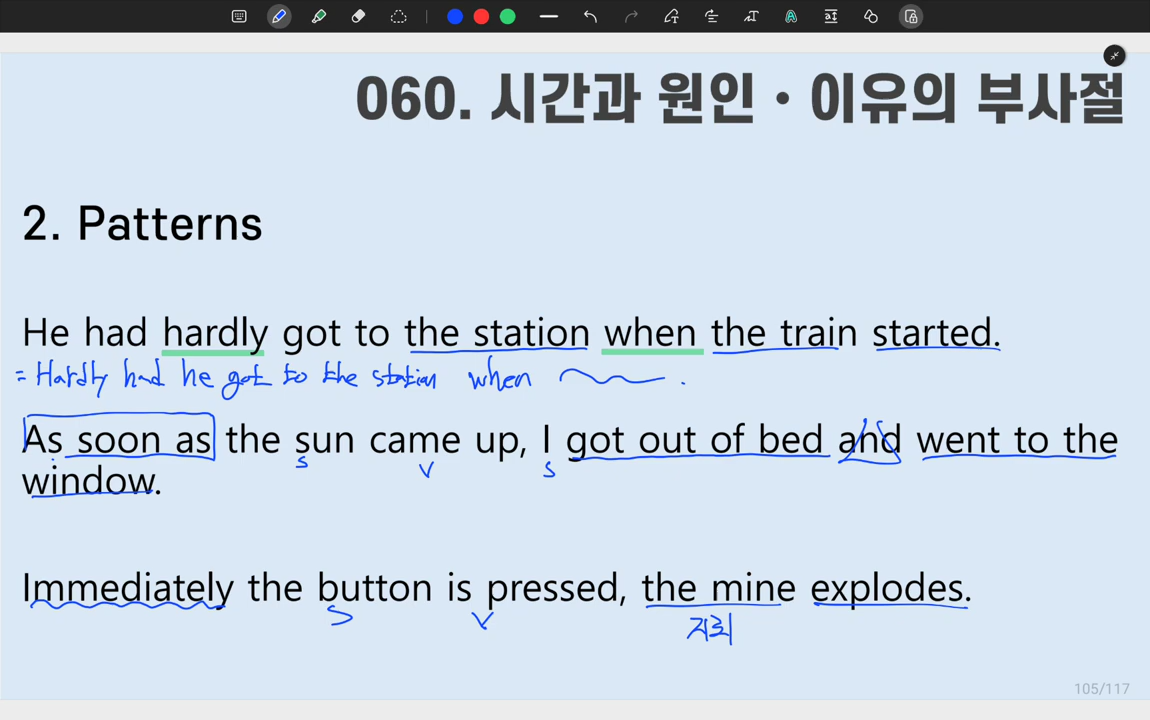 060. 시간과 원인·이유의 부사절
2. Patterns
He had hardly got to the station when the train started.
= Hardly had he got to the station when .
As soon as the sun came up, I got out of bed and went to the
s v s
window.
Immediately the button is pressed, the mine explodes.
S V
지뢰
105/117